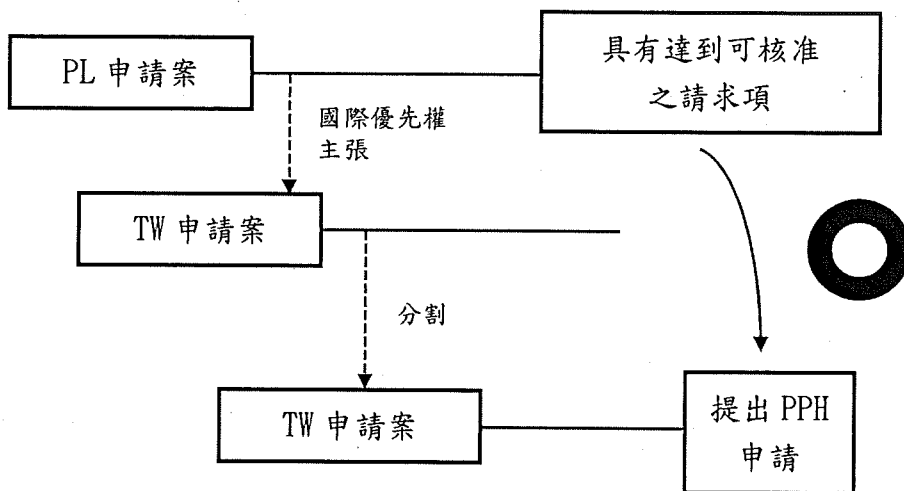 PL 申請案
具有達到可核准
之請求項
國際優先權
主張
TW 申請案
分割
TW 申請案
提出 PPH
申請